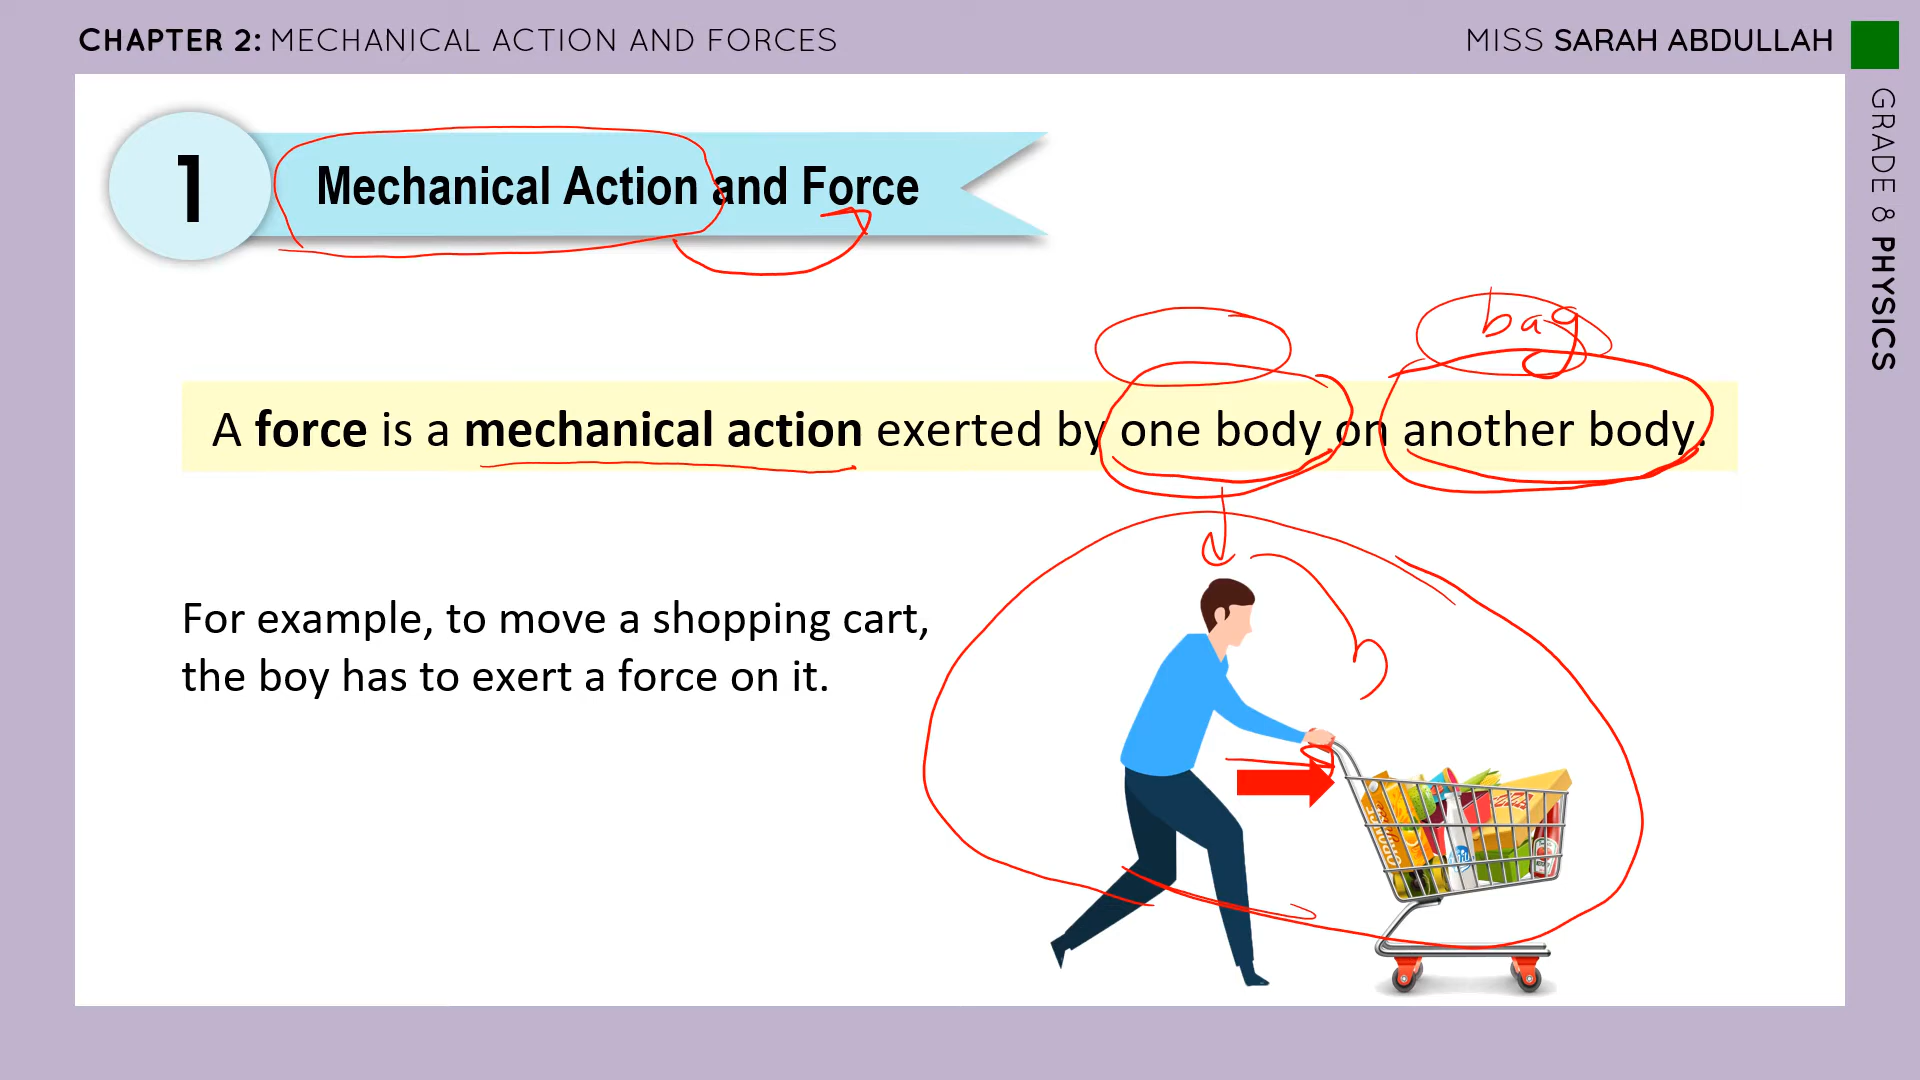 CHAPTER 2: MECHANICAL ACTION AND FORCES
MISS SARAH ABDULLAH
GRADE 8 PHYSICS
1
Mechanical Action and Force
bag
A force is a mechanical action exerted by one body on another body.
For example, to move a shopping cart,
the boy has to exert a force on it.